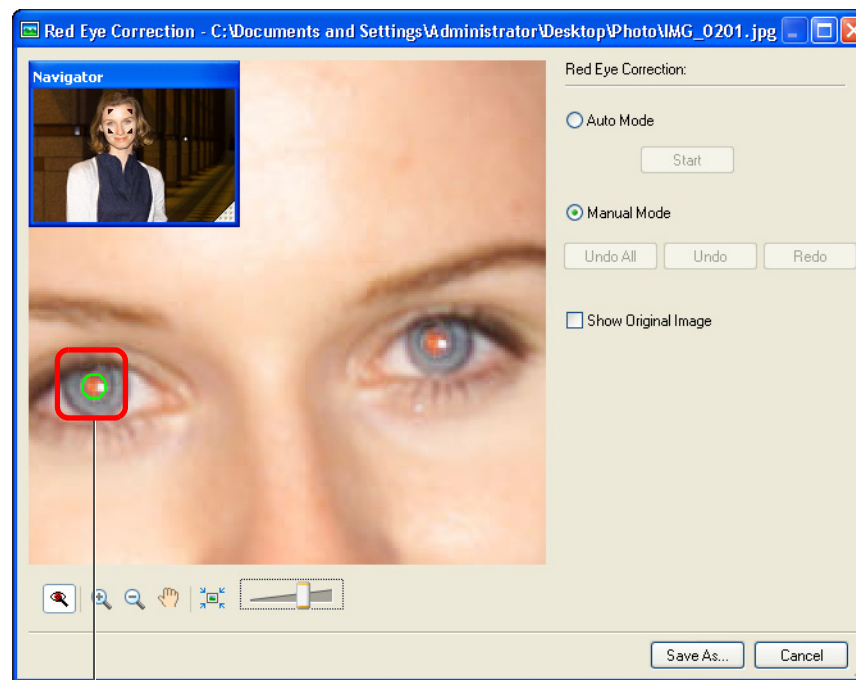 Red Eye Correction - C:\Documents and Settings\Administrator\Desktop\Photo\IMG_0201.jpg
Navigator
Red Eye Correction:
Auto Mode
Start
Manual Mode
Undo All Undo Redo
Show Original Image
Save As... Cancel